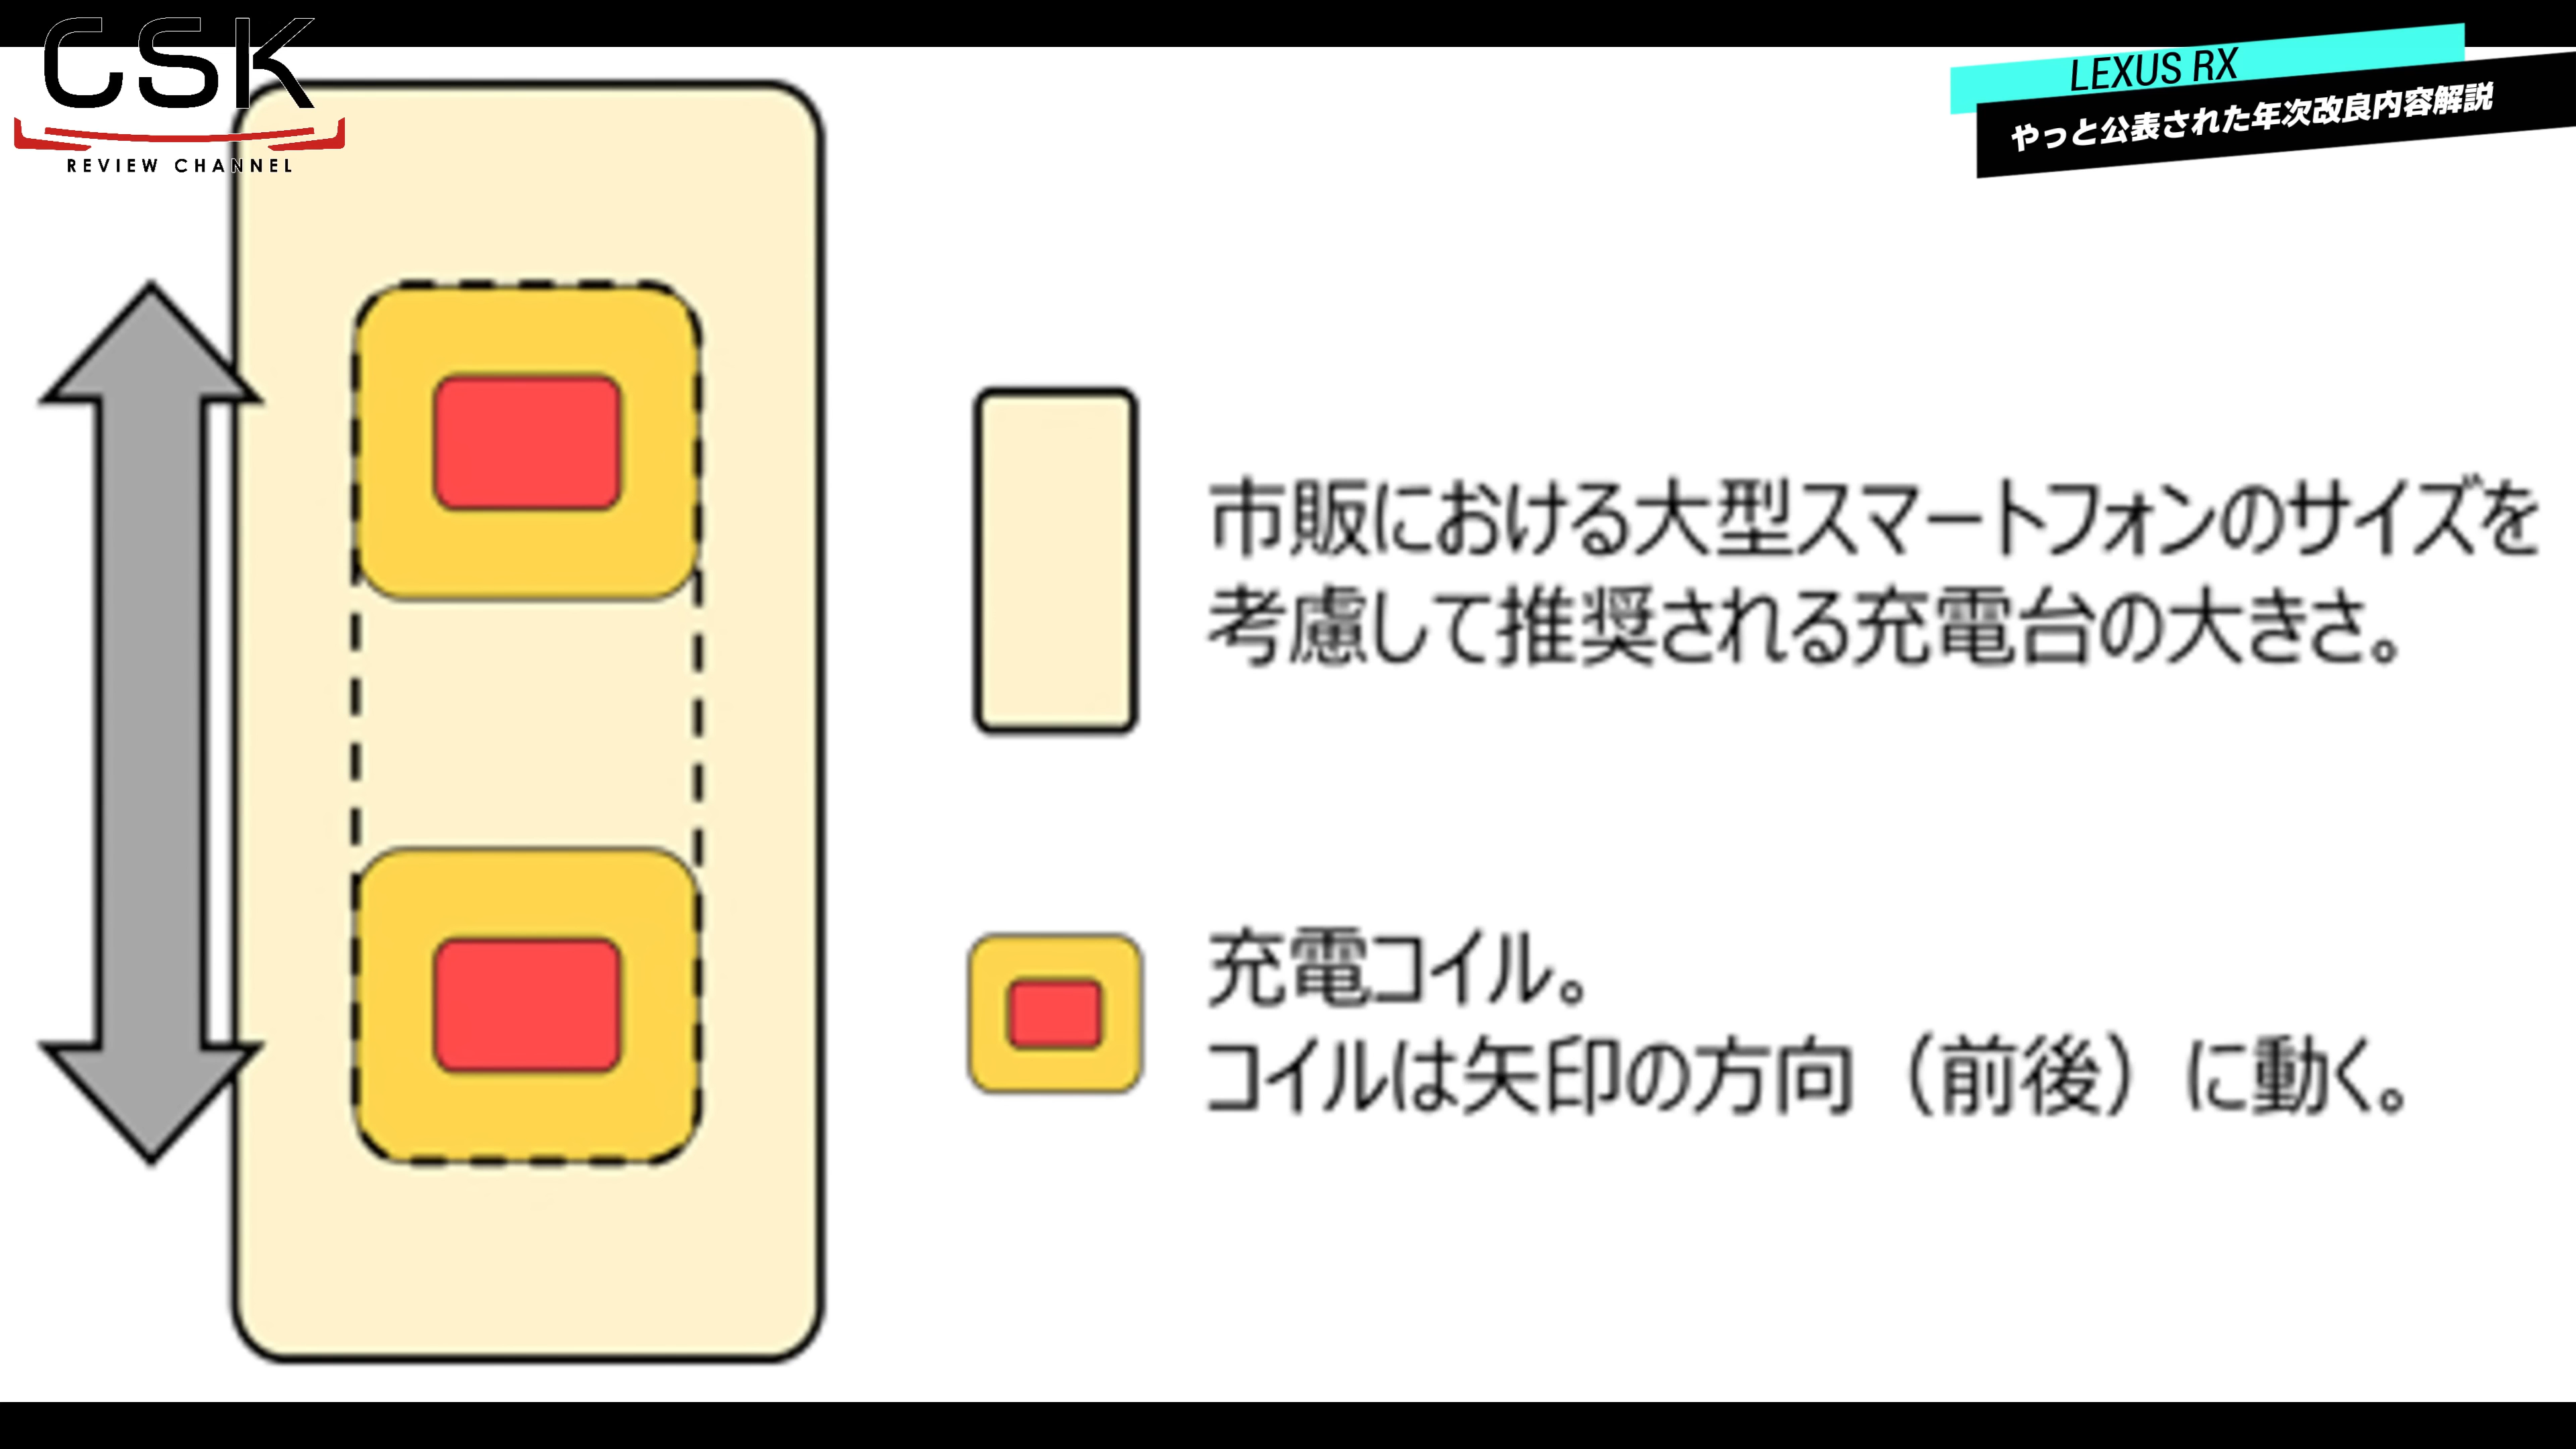 CSK
REVIEW CHANNEL
LEXUS RX
やっと公表された年次改良内容解説
市販における大型スマートフォンのサイズを
考慮して推奨される充電台の大きさ。
充電コイル。
コイルは矢印の方向（前後）に動く。